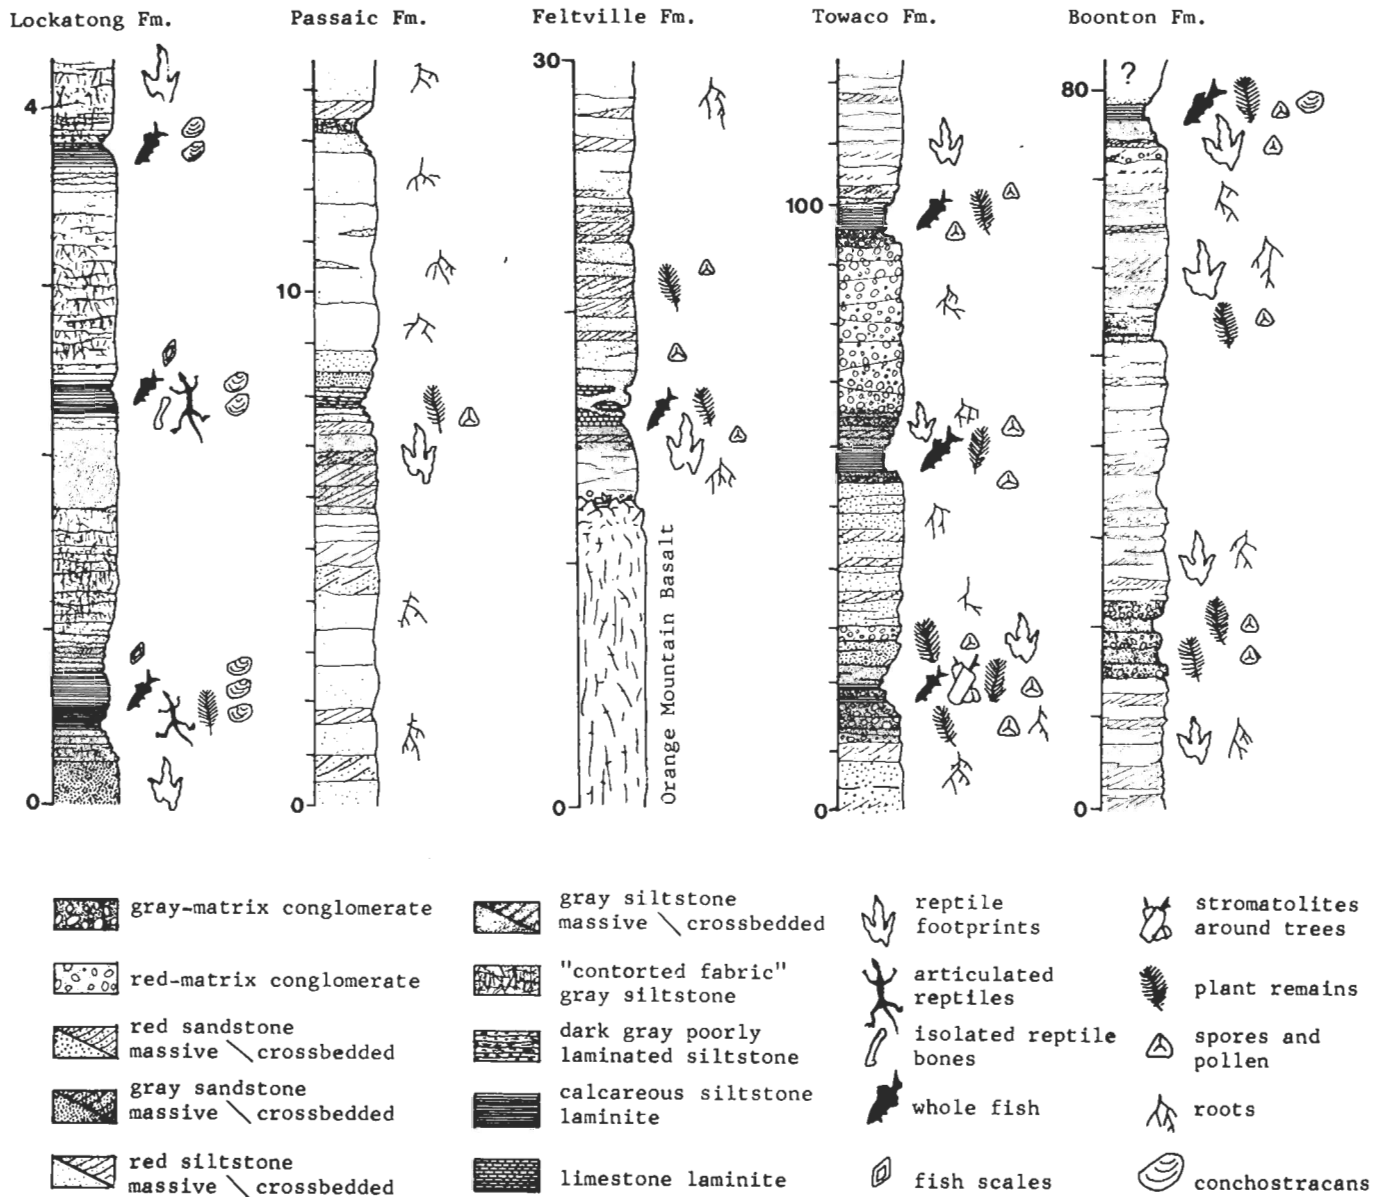 Lockatong Fm.
Passaic Fm.
Feltville Fm.
Towaco Fm.
Boonton Fm.
4
0
10
0
30
0
Orange Mountain Basalt
100
0
?
80
0
gray-matrix conglomerate
red-matrix conglomerate
red sandstone
massive \ crossbedded
gray sandstone
massive \ crossbedded
red siltstone
massive \ crossbedded
gray siltstone
massive \ crossbedded
"contorted fabric"
gray siltstone
dark gray poorly
laminated siltstone
calcareous siltstone
laminite
limestone laminite
reptile
footprints
articulated
reptiles
isolated reptile
bones
whole fish
fish scales
stromatolites
around trees
plant remains
spores and
pollen
roots
conchostracans